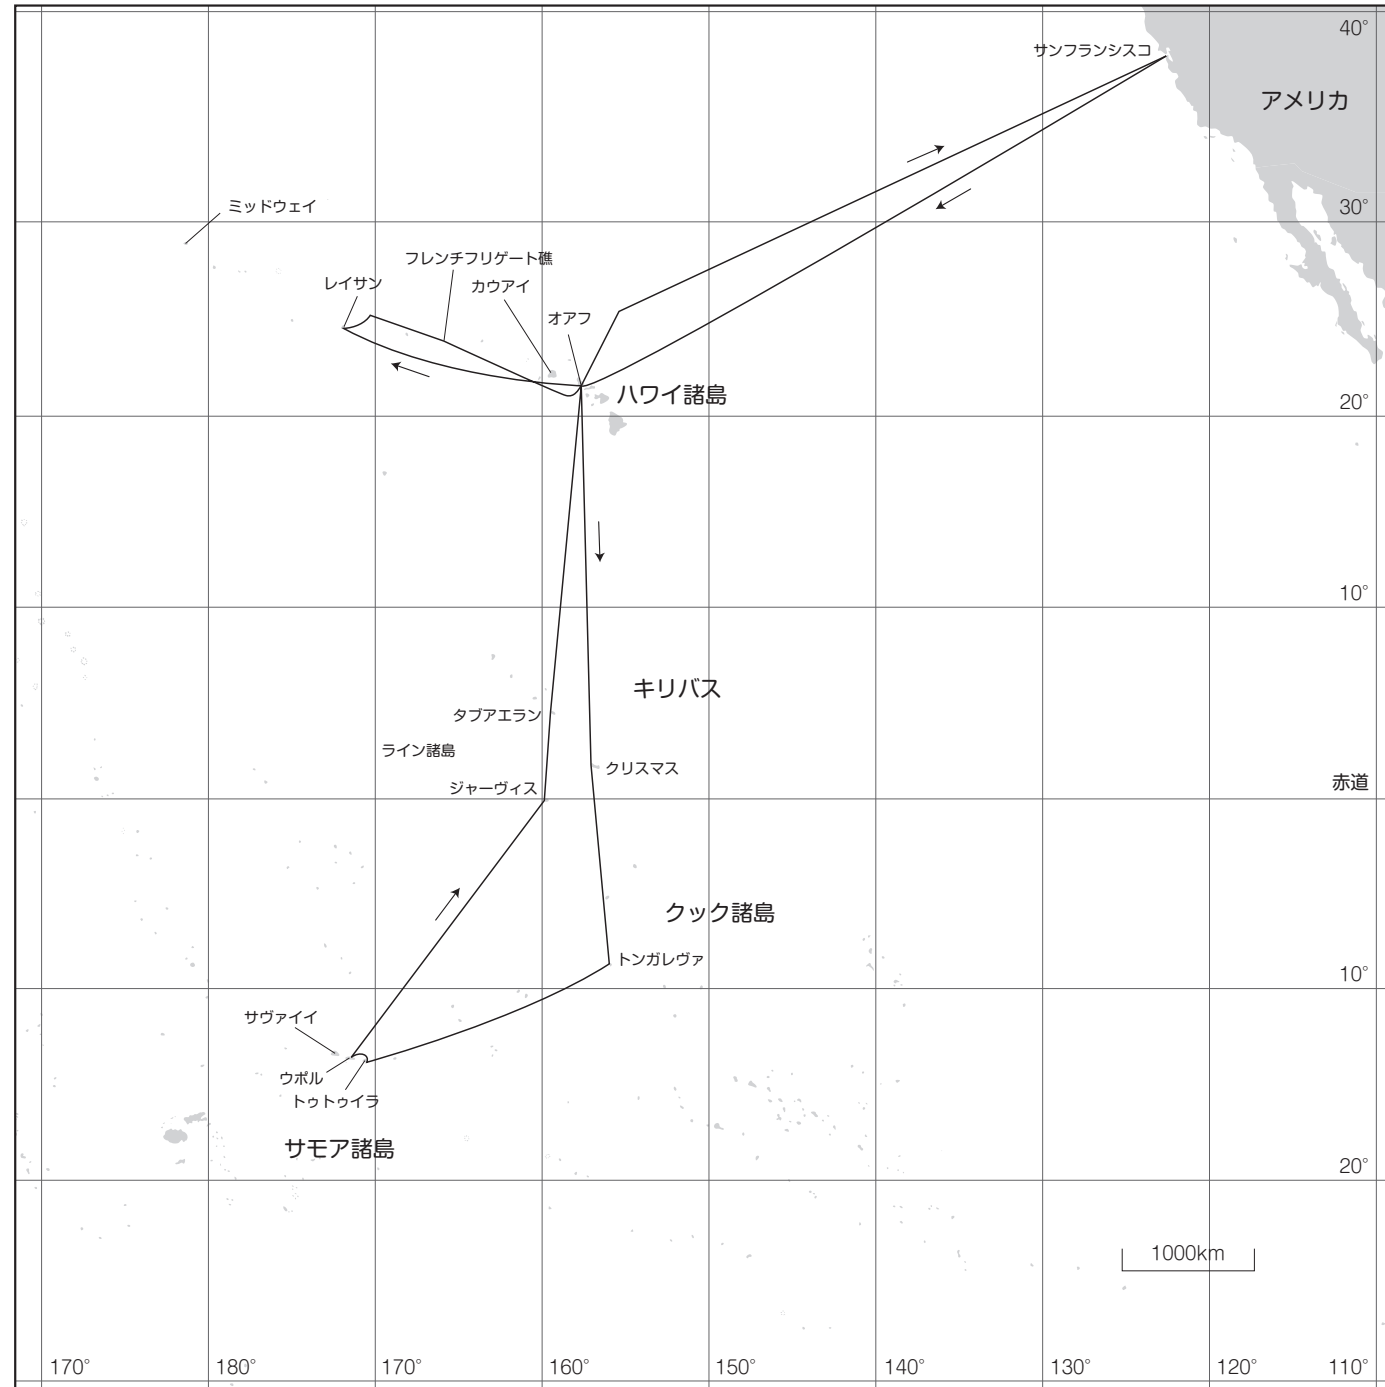 40°
サンフランシスコ
アメリカ
ミッドウェイ
30°
フレンチフリゲート礁
レイサン
カウアイ
オアフ
ハワイ諸島
20°
10°
キリバス
タブアエラン
ライン諸島
クリスマス
ジャーヴィス
赤道
クック諸島
トンガレヴァ
10°
サヴァイイ
ウポル
トゥトゥイラ
サモア諸島
20°
1000km
170° 180° 170° 160° 150° 140° 130° 120° 110°